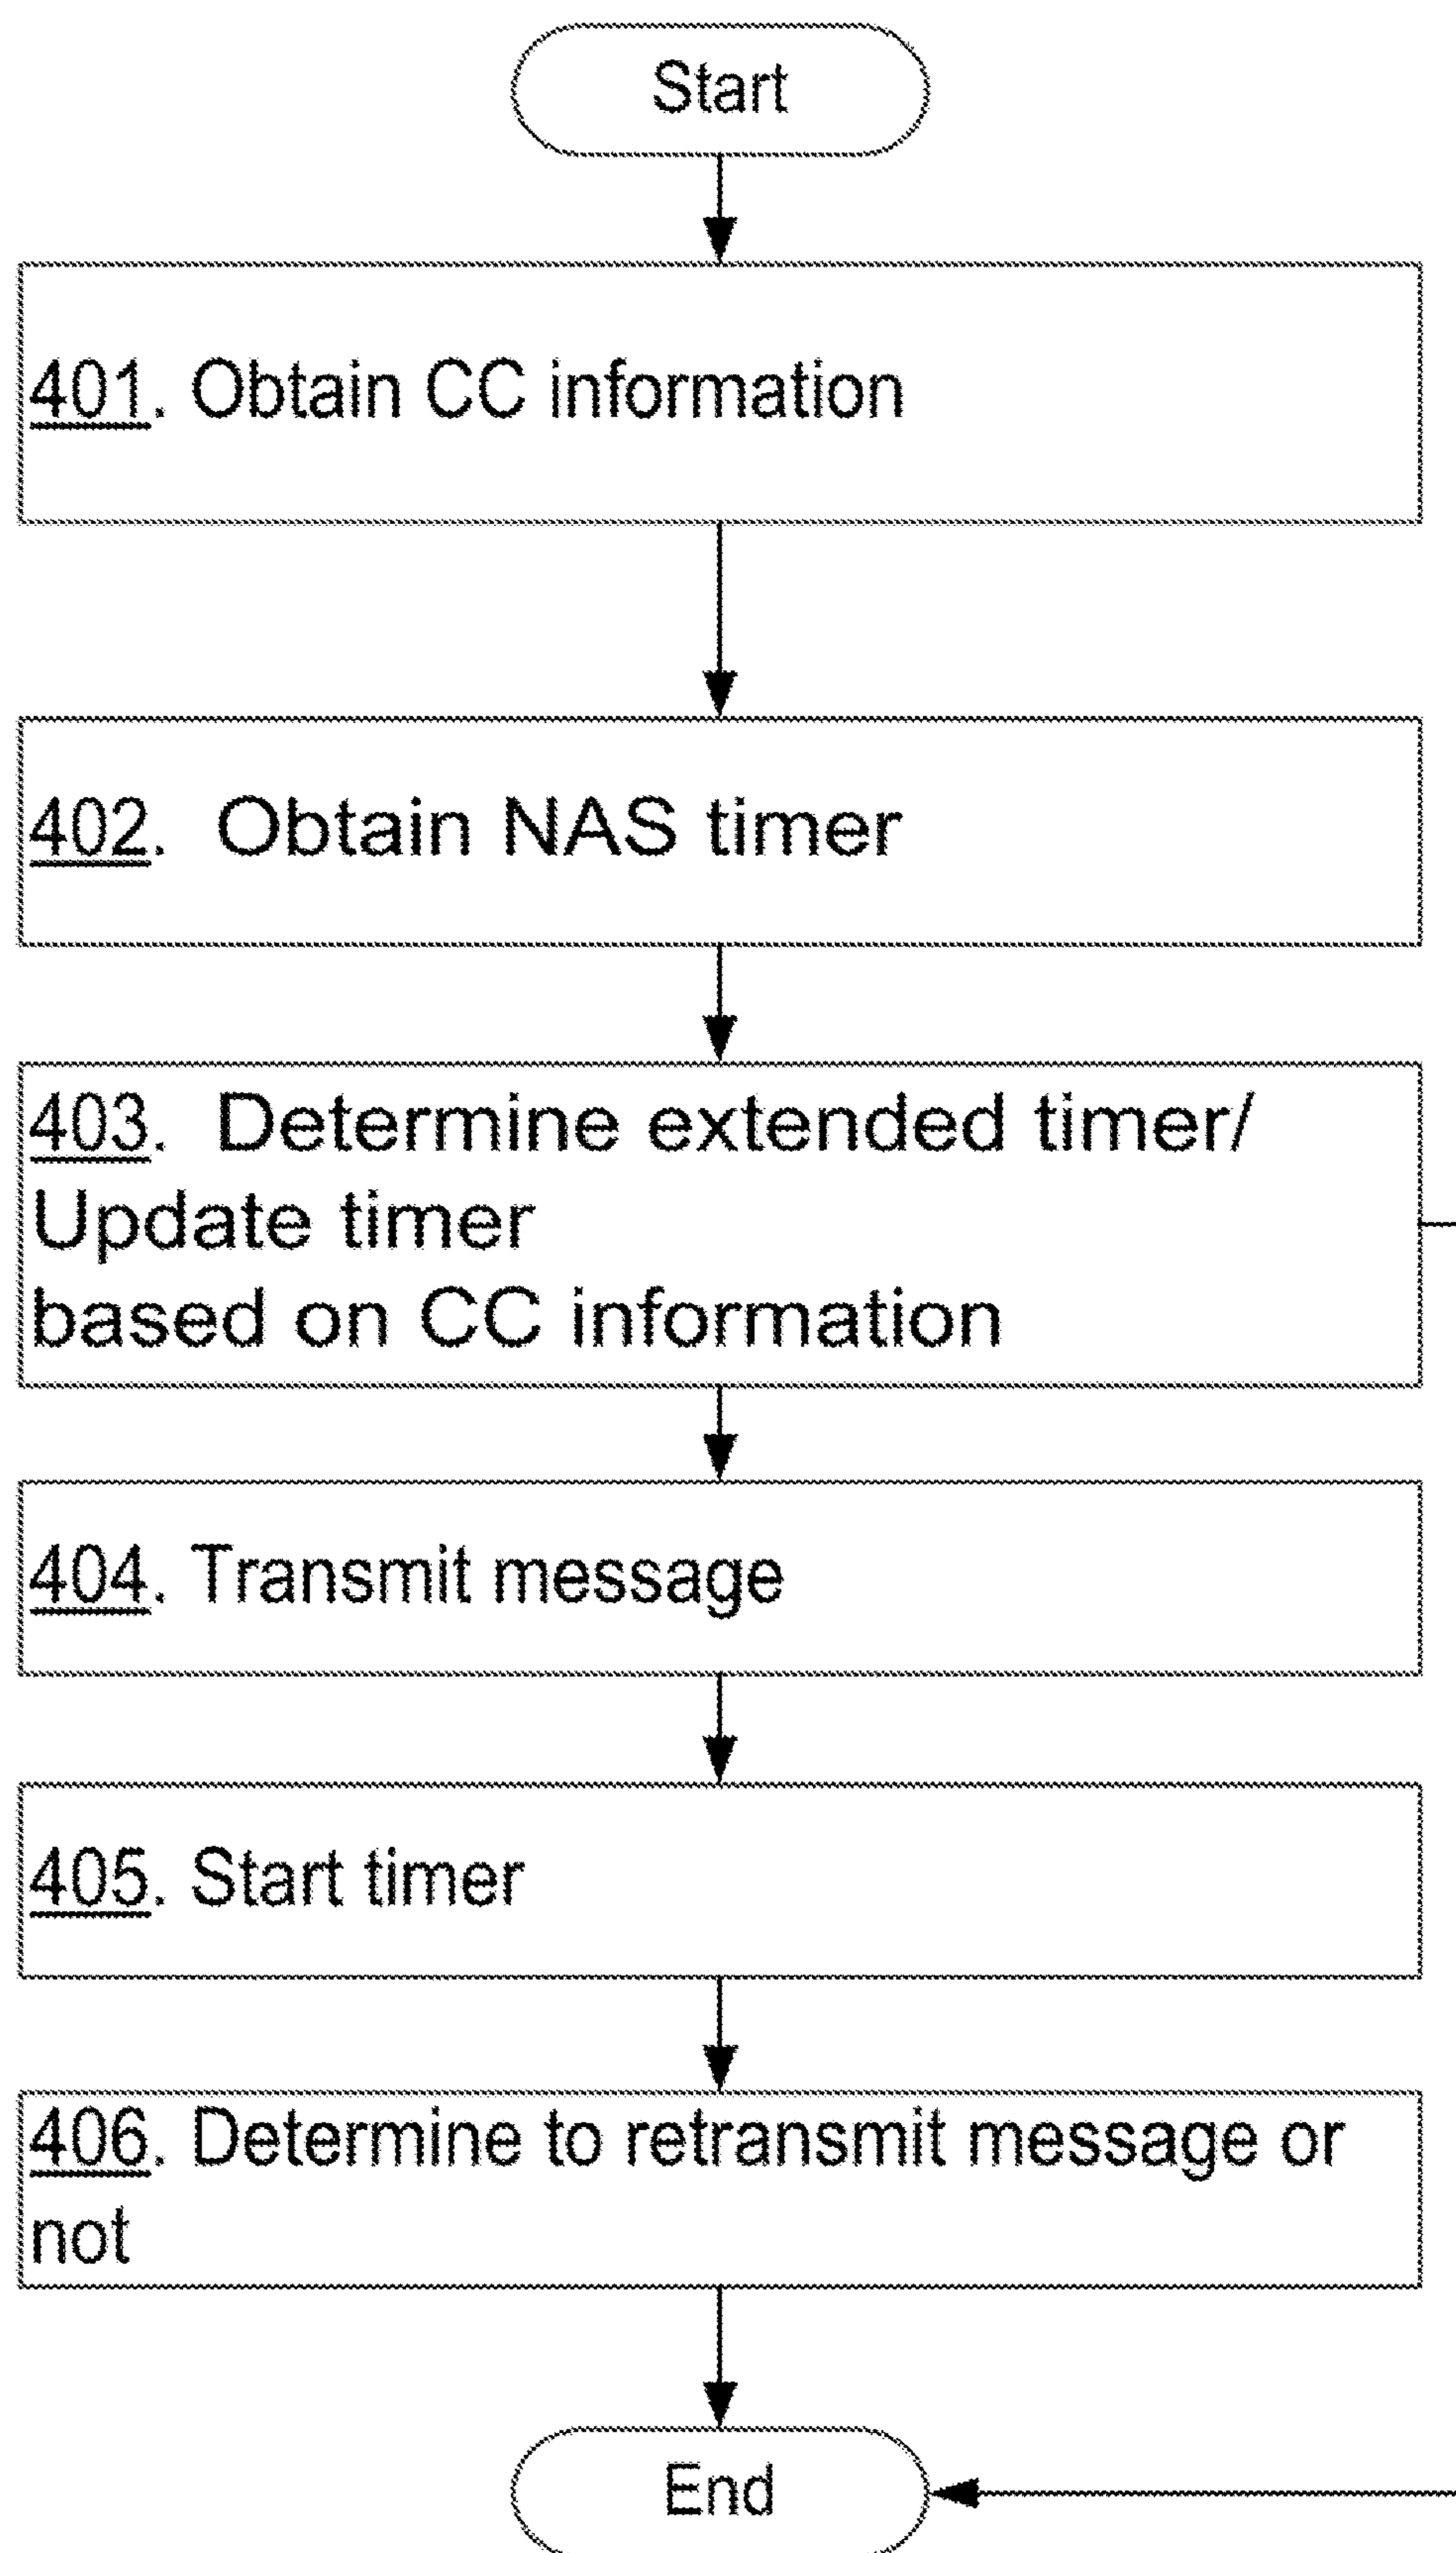 Start
401. Obtain CC information
402. Obtain NAS timer
403. Determine extended timer/
Update timer
based on CC information
404. Transmit message
405. Start timer
406. Determine to retransmit message or
not
End